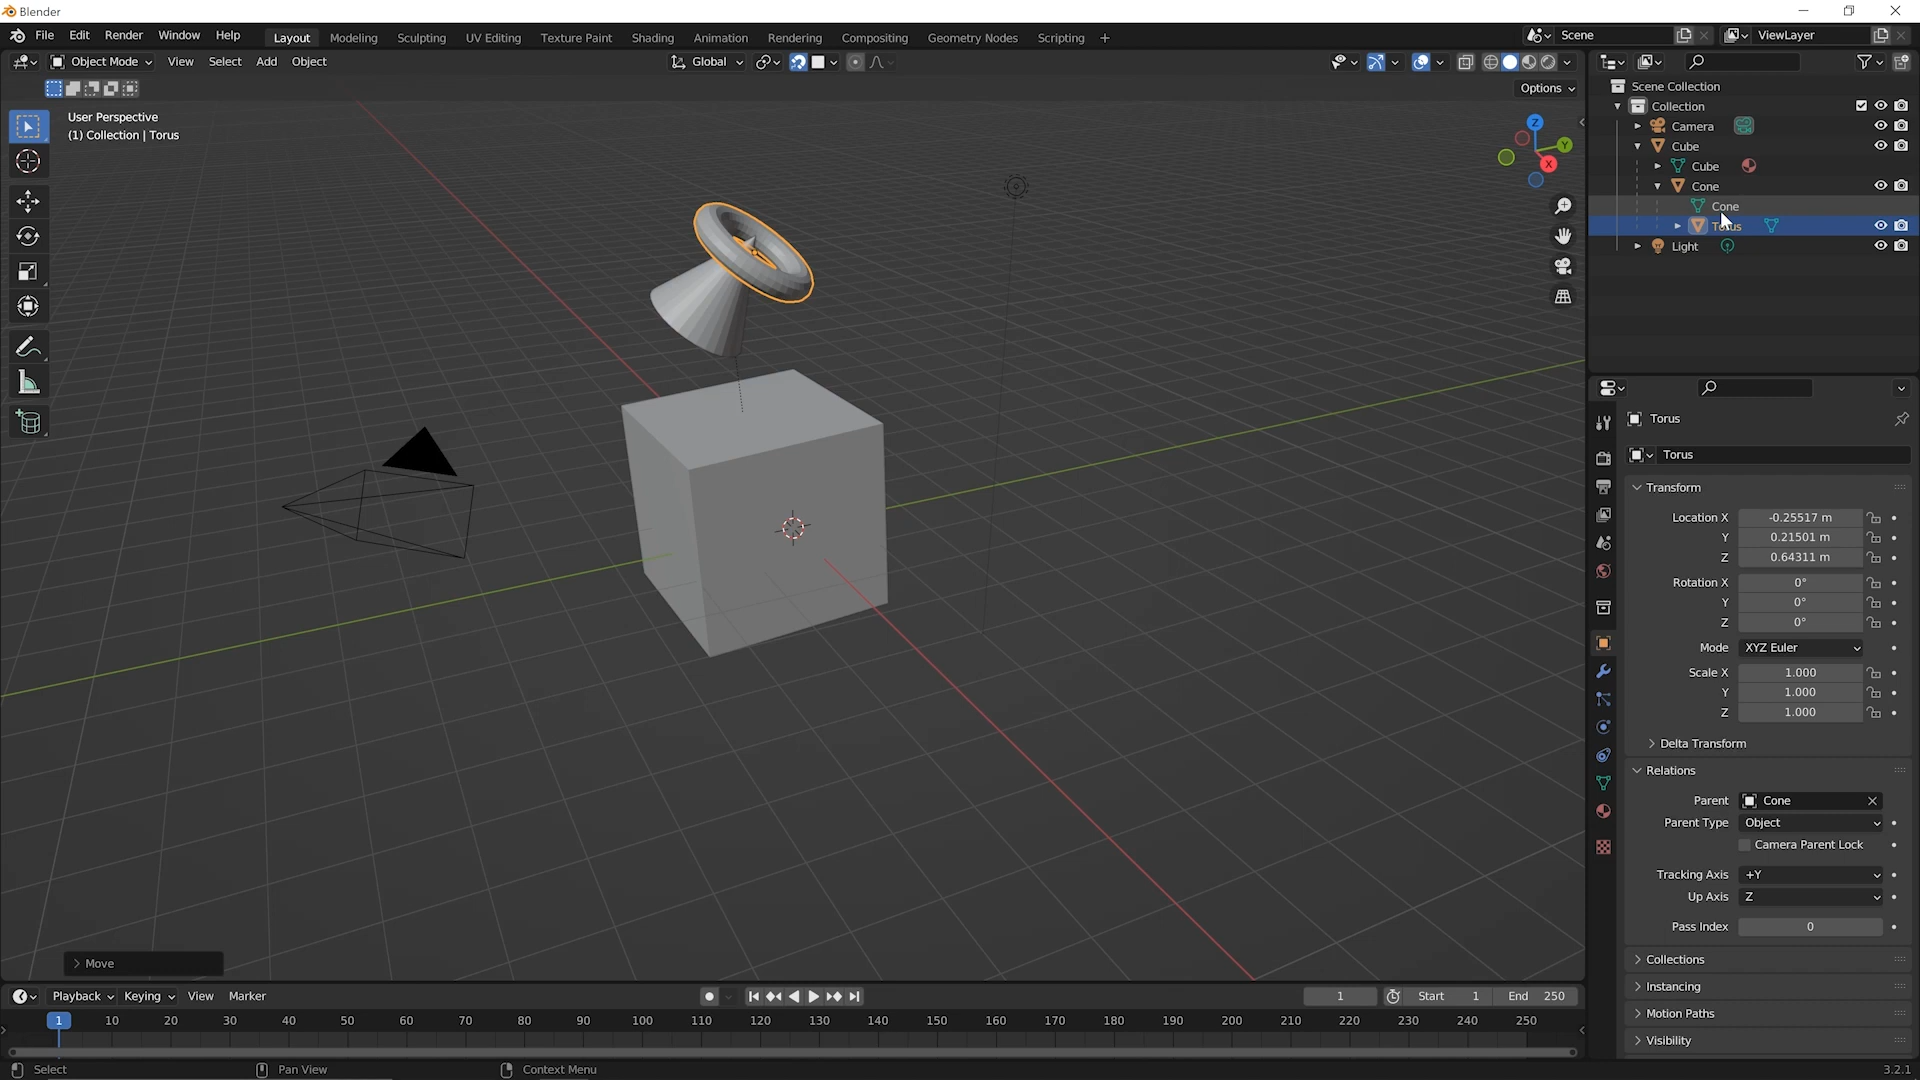 Blender
File Edit Render Window Help Layout Modeling Sculpting UV Editing Texture Paint Shading Animation Rendering Compositing Geometry Nodes Scripting + Scene ViewLayer
Object Mode View Select Add Object Global
Options
User Perspective
(1) Collection | Torus
Z
Y
X
Scene Collection
Collection
Camera
Cube
Cube
Cone
Cone
Light
Torus
Torus
Transform
Location X -0.25517 m
Y 0.21501 m
Z 0.64311 m
Rotation X 0°
Y 0°
Z 0°
Mode XYZ Euler
Scale X 1.000
Y 1.000
Z 1.000
Delta Transform
Relations
Parent Cone
Parent Type Object
Camera Parent Lock
Tracking Axis +Y
Up Axis Z
Pass Index 0
Collections
Instancing
Motion Paths
Visibility
Move
Playback Keying View Marker 1 Start 1 End 250
1 10 20 30 40 50 60 70 80 90 100 110 120 130 140 150 160 170 180 190 200 210 220 230 240 250
Select Pan View Context Menu 3.2.1